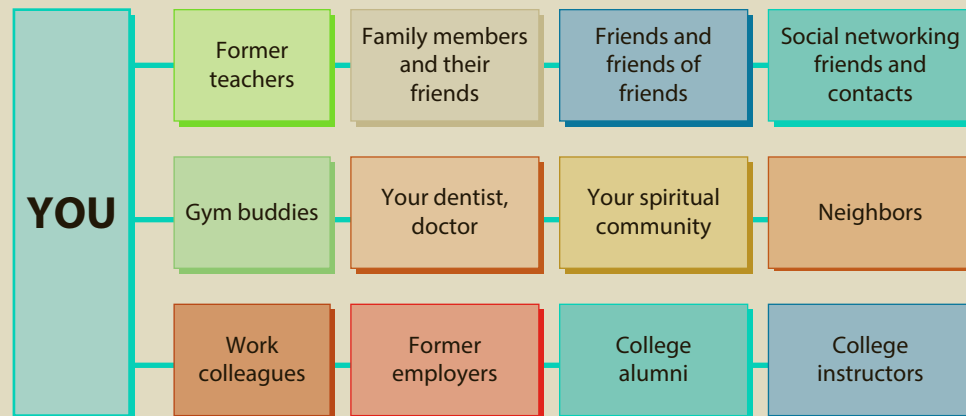 YOU
Former
teachers
Family members
and their
friends
Friends and
friends of
friends
Social networking
friends and
contacts
Gym buddies
Your dentist,
doctor
Your spiritual
community
Neighbors
Work
colleagues
Former
employers
College
alumni
College
instructors